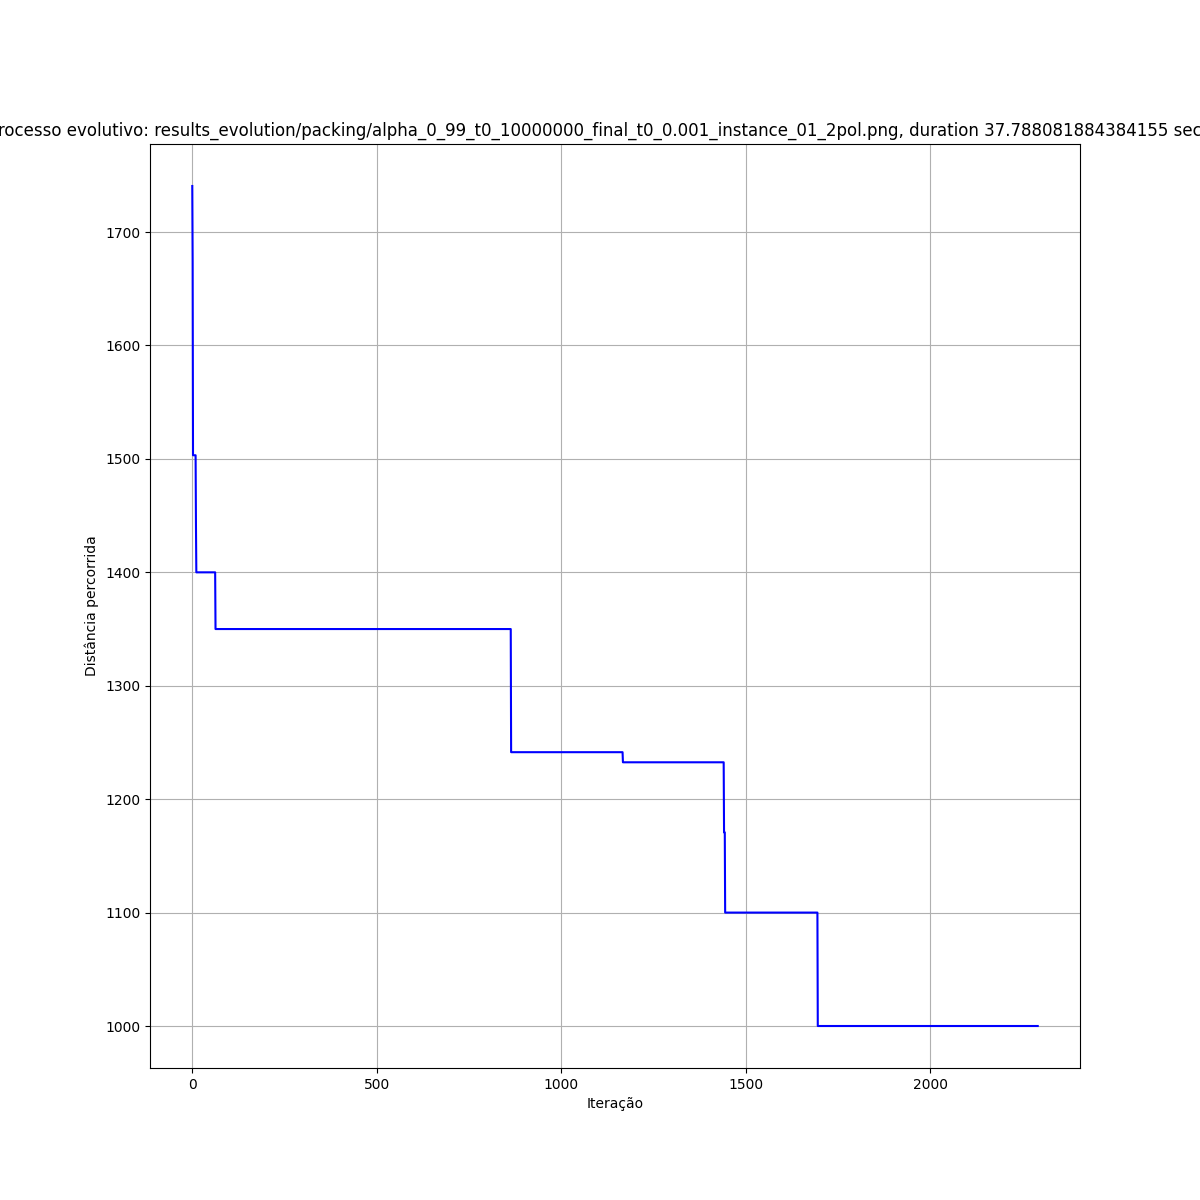 rocesso evolutivo: results_evolution/packing/alpha_0_99_t0_10000000_final_t0_0.001_instance_01_2pol.png, duration 37.788081884384155 sec
1700
1600
1500
1400
1300
1200
1100
1000
Distância percorrida
0 500 1000 1500 2000
Iteração